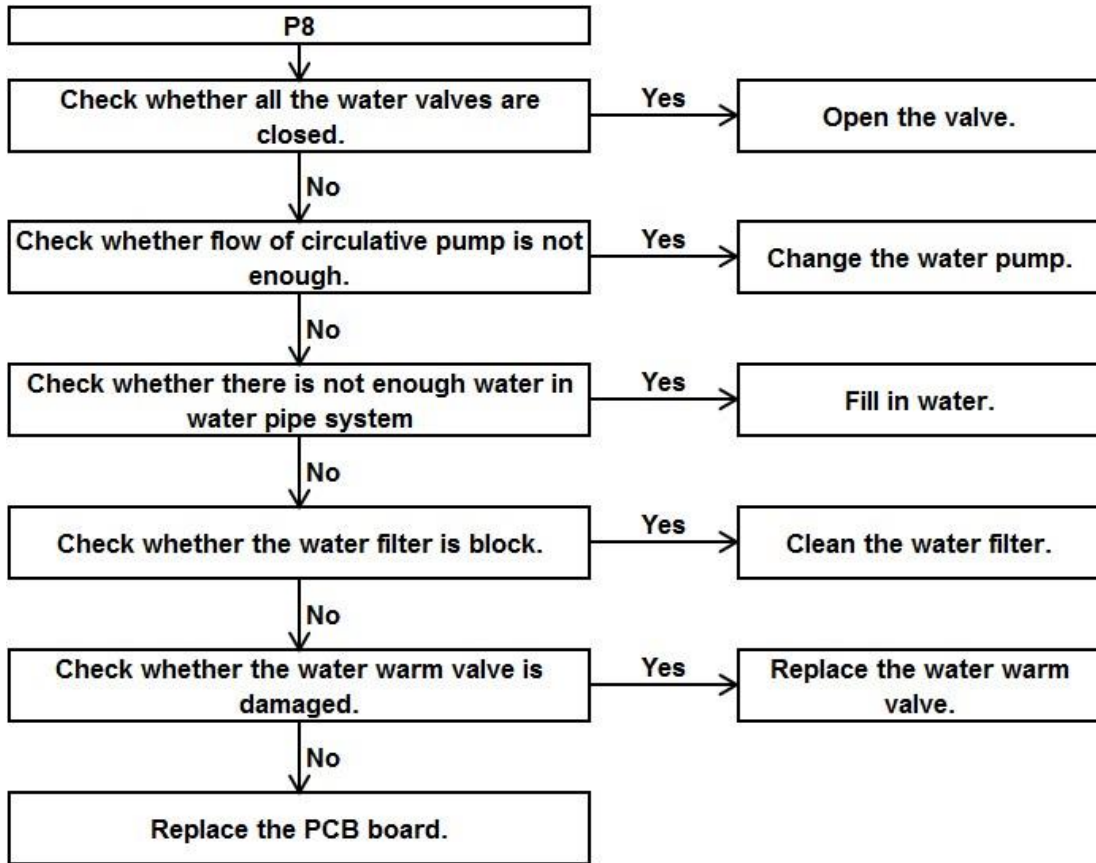 P8
Check whether all the water valves are
closed.
Yes
Open the valve.
No
Check whether flow of circulative pump is not
enough.
Yes
Change the water pump.
No
Check whether there is not enough water in
water pipe system
Yes
Fill in water.
No
Check whether the water filter is block.
Yes
Clean the water filter.
No
Check whether the water warm valve is
damaged.
Yes
Replace the water warm
valve.
No
Replace the PCB board.